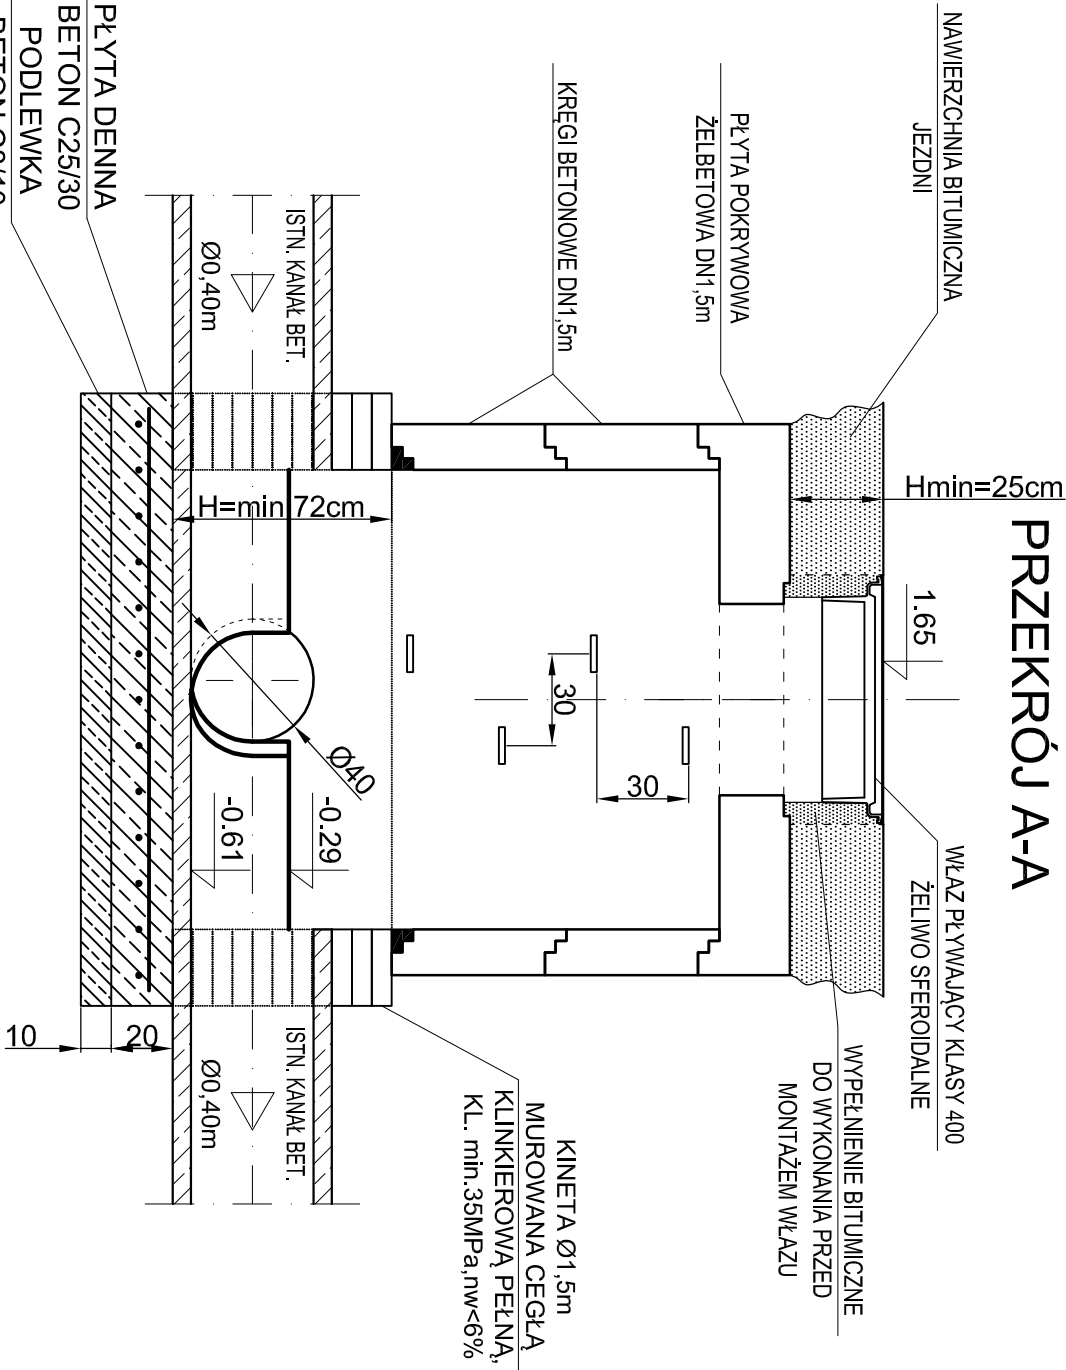 PRZEKRÓJ A-A
NAWIERZCHNIA BITUMICZNA
JEZDNI
PŁYTA POKRYWOWA
ŻELBETOWA DN1,5m
KRĘGI BETONOWE DN1,5m
Hmin=25cm
1.65
WŁAZ PŁYWAJĄCY KLASY 400
ŻELIWO SFEROIDALNE
WYPEŁNIENIE BITUMICZNE
DO WYKONANIA PRZED
MONTAŻEM WŁAZU
30
30
H=min 72cm
Ø40
-0.29
-0.61
ISTN. KANAŁ BET.
Ø0,40m
ISTN. KANAŁ BET.
Ø0,40m
KINETA Ø1,5m
MUROWANA CEGŁĄ
KLINKIEROWĄ PEŁNĄ,
KL. min.35MPa,nw<6%
20
10
PŁYTA DENNA
BETON C25/30
PODLEWKA
BETON